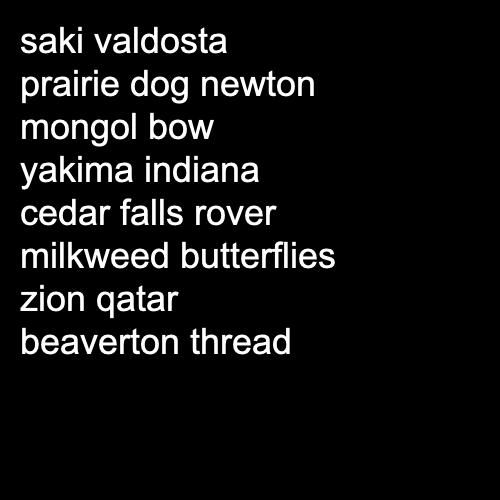 saki valdosta
prairie dog newton
mongol bow
yakima indiana
cedar falls rover
milkweed butterflies
zion qatar
beaverton thread